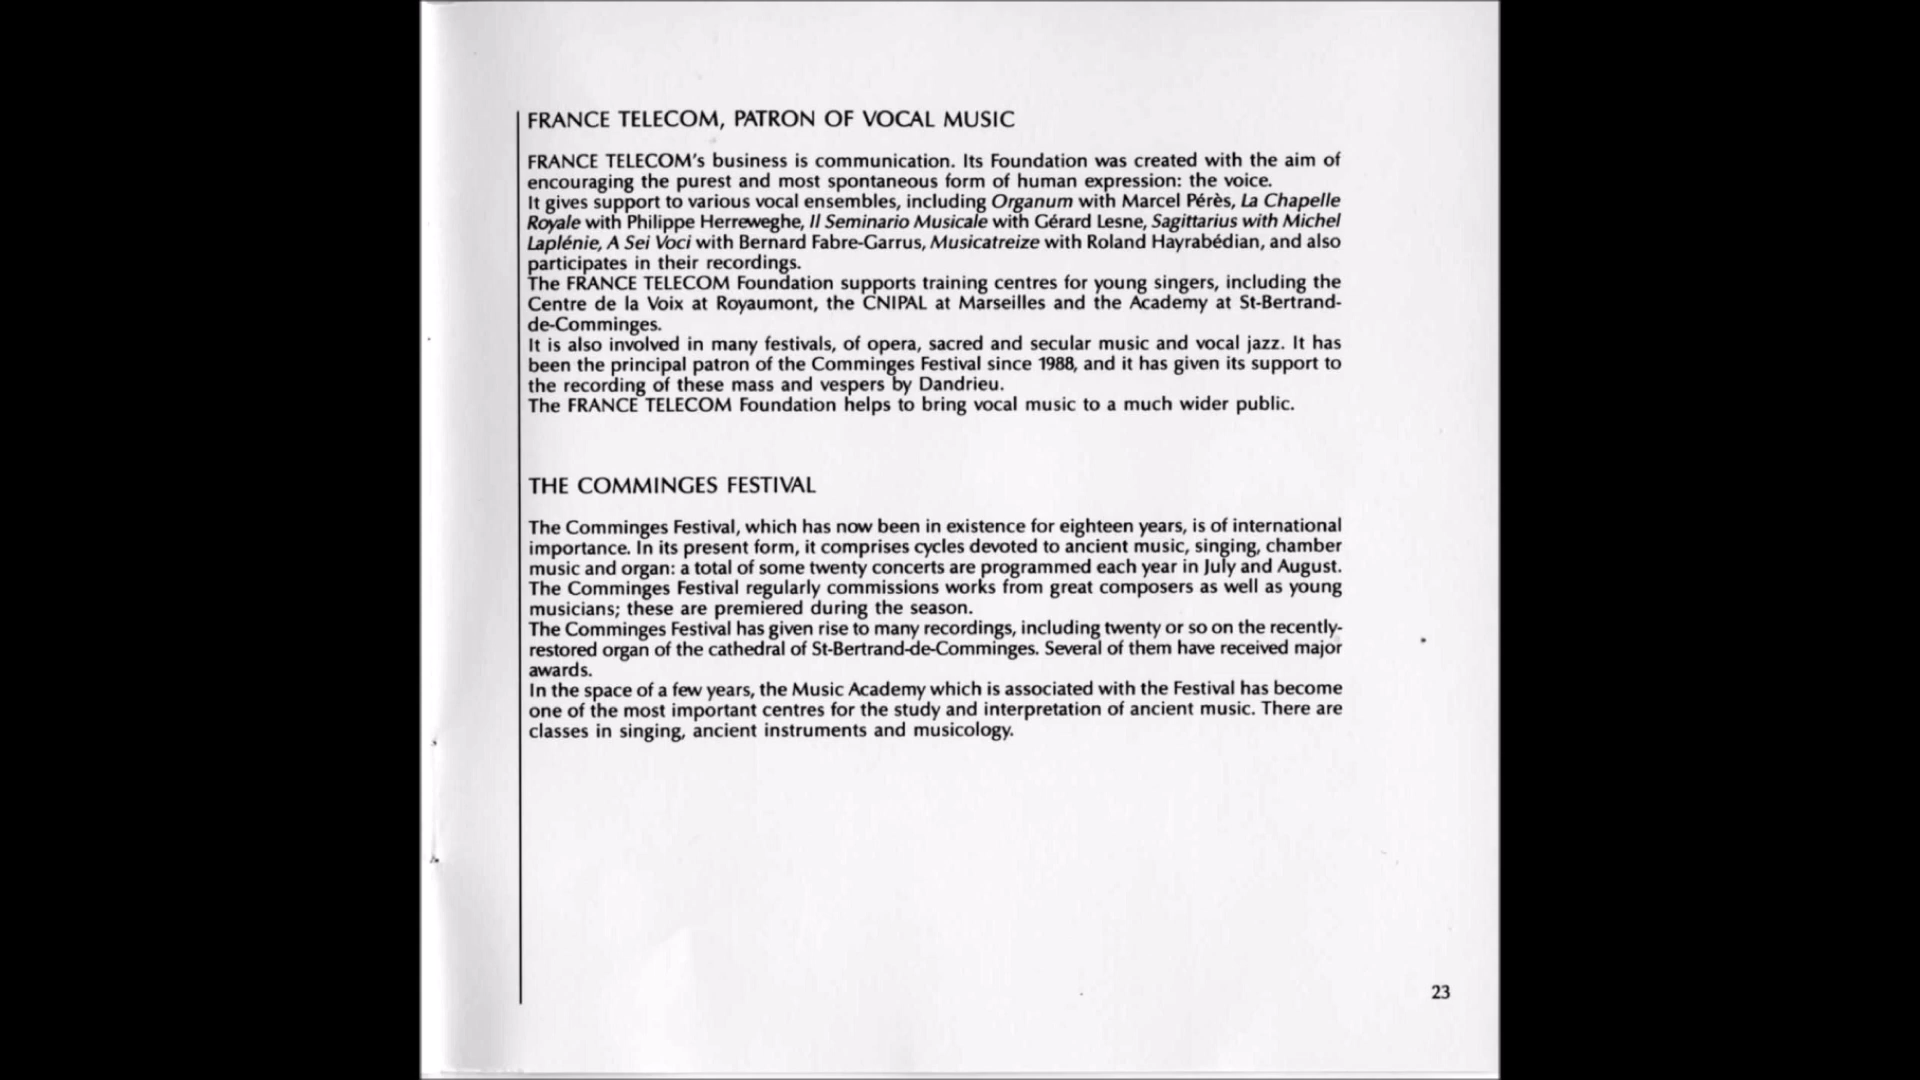 FRANCE TELECOM, PATRON OF VOCAL MUSIC
FRANCE TELECOM's business is communication. Its Foundation was created with the aim of
encouraging the purest and most spontaneous form of human expression: the voice.
It gives support to various vocal ensembles, including Organum with Marcel Pérès, La Chapelle
Royale with Philippe Herreweghe, Il Seminario Musicale with Gérard Lesne, Sagittarius with Michel
Laplénie, A Sei Voci with Bernard Fabre-Garrus, Musicatreize with Roland Hayrabédian, and also
participates in their recordings.
The FRANCE TELECOM Foundation supports training centres for young singers, including the
Centre de la Voix at Royaumont, the CNIPAL at Marseilles and the Academy at St-Bertrand-
de-Comminges.
It is also involved in many festivals, of opera, sacred and secular music and vocal jazz. It has
been the principal patron of the Comminges Festival since 1988, and it has given its support to
the recording of these mass and vespers by Dandrieu.
The FRANCE TELECOM Foundation helps to bring vocal music to a much wider public.
THE COMMINGES FESTIVAL
The Comminges Festival, which has now been in existence for eighteen years, is of international
importance. In its present form, it comprises cycles devoted to ancient music, singing, chamber
music and organ: a total of some twenty concerts are programmed each year in July and August.
The Comminges Festival regularly commissions works from great composers as well as young
musicians; these are premiered during the season.
The Comminges Festival has given rise to many recordings, including twenty or so on the recently-
restored organ of the cathedral of St-Bertrand-de-Comminges. Several of them have received major
awards.
In the space of a few years, the Music Academy which is associated with the Festival has become
one of the most important centres for the study and interpretation of ancient music. There are
classes in singing, ancient instruments and musicology.
23